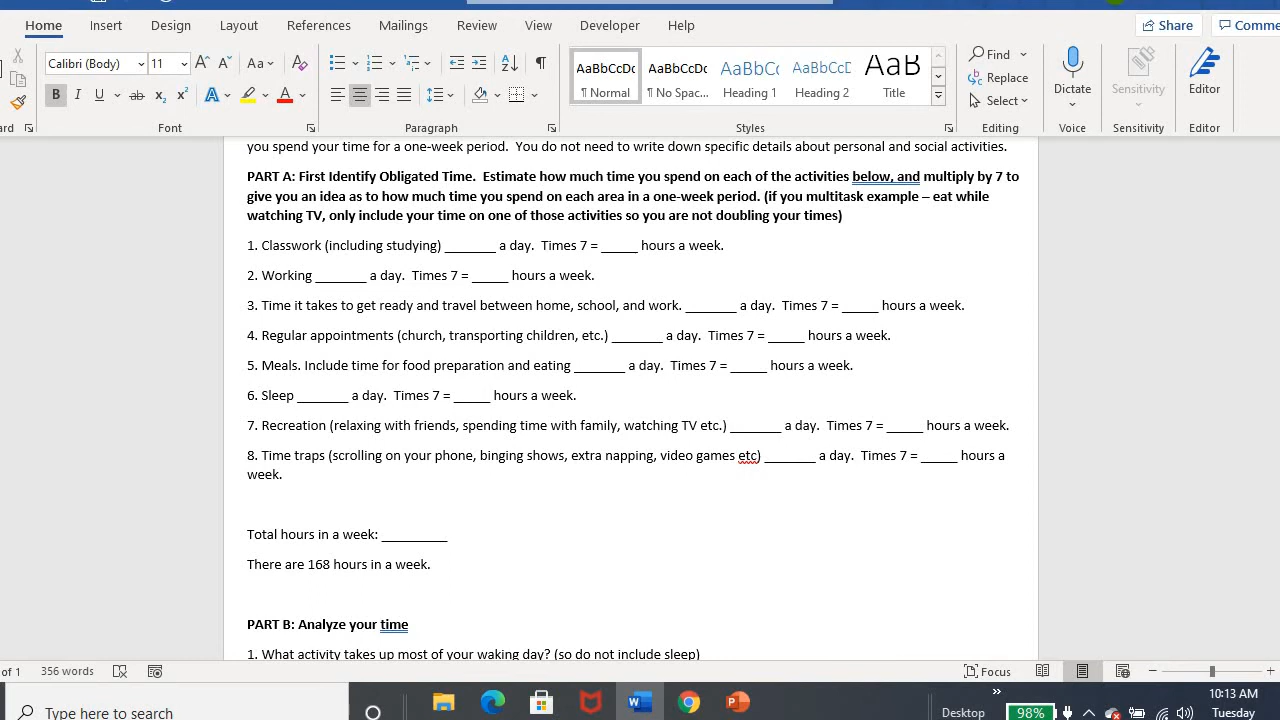 Home Insert Design Layout References Mailings Review View Developer Help Share Comme
Calibri (Body) 11 A A Aa A AaBbCcDc AaBbCcDc AaBbCc AaBbCcD AaB Find
¶ Normal ¶ No Spac... Heading 1 Heading 2 Title Replace
B I U ab x₂ x² A A Select Dictate Sensitivity Editor
ard Font Paragraph Styles Editing Voice Sensitivity Editor
you spend your time for a one-week period. You do not need to write down specific details about personal and social activities.
PART A: First Identify Obligated Time. Estimate how much time you spend on each of the activities below, and multiply by 7 to
give you an idea as to how much time you spend on each area in a one-week period. (if you multitask example – eat while
watching TV, only include your time on one of those activities so you are not doubling your times)
1. Classwork (including studying) _______ a day. Times 7 = _____ hours a week.
2. Working _______ a day. Times 7 = _____ hours a week.
3. Time it takes to get ready and travel between home, school, and work. _______ a day. Times 7 = _____ hours a week.
4. Regular appointments (church, transporting children, etc.) _______ a day. Times 7 = _____ hours a week.
5. Meals. Include time for food preparation and eating _______ a day. Times 7 = _____ hours a week.
6. Sleep _______ a day. Times 7 = _____ hours a week.
7. Recreation (relaxing with friends, spending time with family, watching TV etc.) _______ a day. Times 7 = _____ hours a week.
8. Time traps (scrolling on your phone, binging shows, extra napping, video games etc) _______ a day. Times 7 = _____ hours a
week.
Total hours in a week: _________
There are 168 hours in a week.
PART B: Analyze your time
1. What activity takes up most of your waking day? (so do not include sleep)
of 1 356 words Focus
Type here to search Desktop 98% 10:13 AM
Tuesday